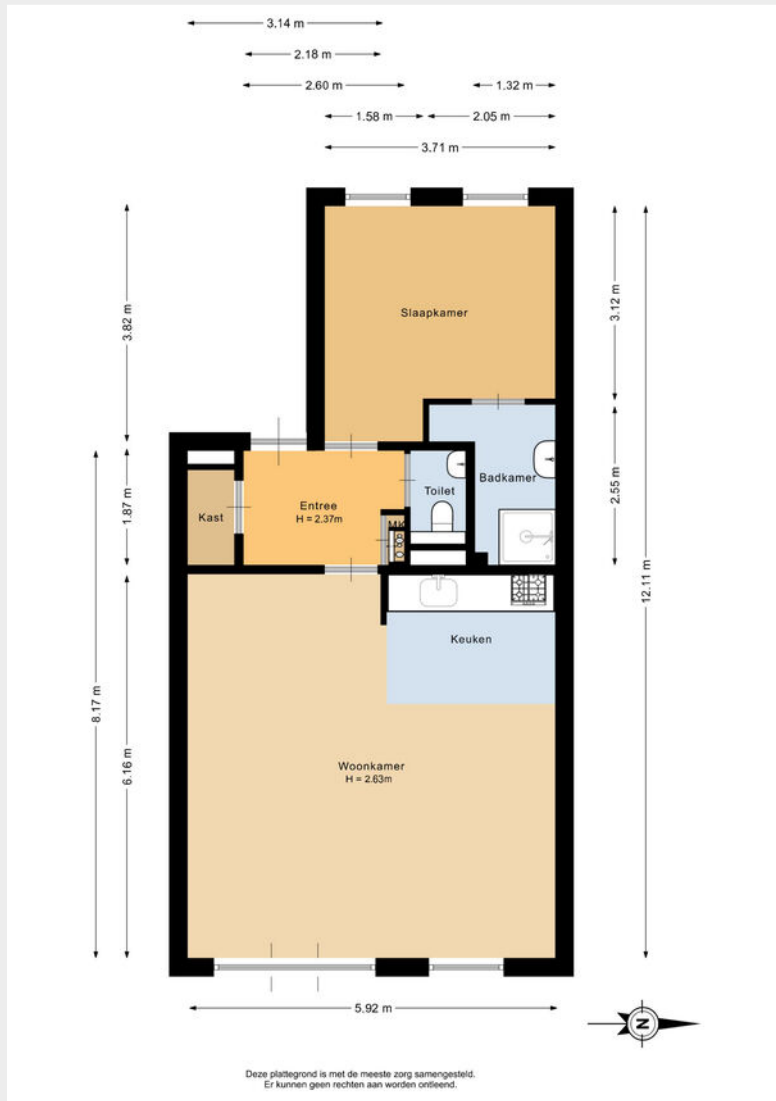 3.14 m
2.18 m
2.60 m
1.32 m
1.58 m
2.05 m
3.71 m
3.82 m
3.12 m
Slaapkamer
2.55 m
1.87 m
Badkamer
Toilet
Entree
H = 2.37m
Kast
MK
12.11 m
Keuken
8.17 m
6.16 m
Woonkamer
H = 2.63m
5.92 m
N
Deze plattegrond is met de meeste zorg samengesteld.
Er kunnen geen rechten aan worden ontleend.